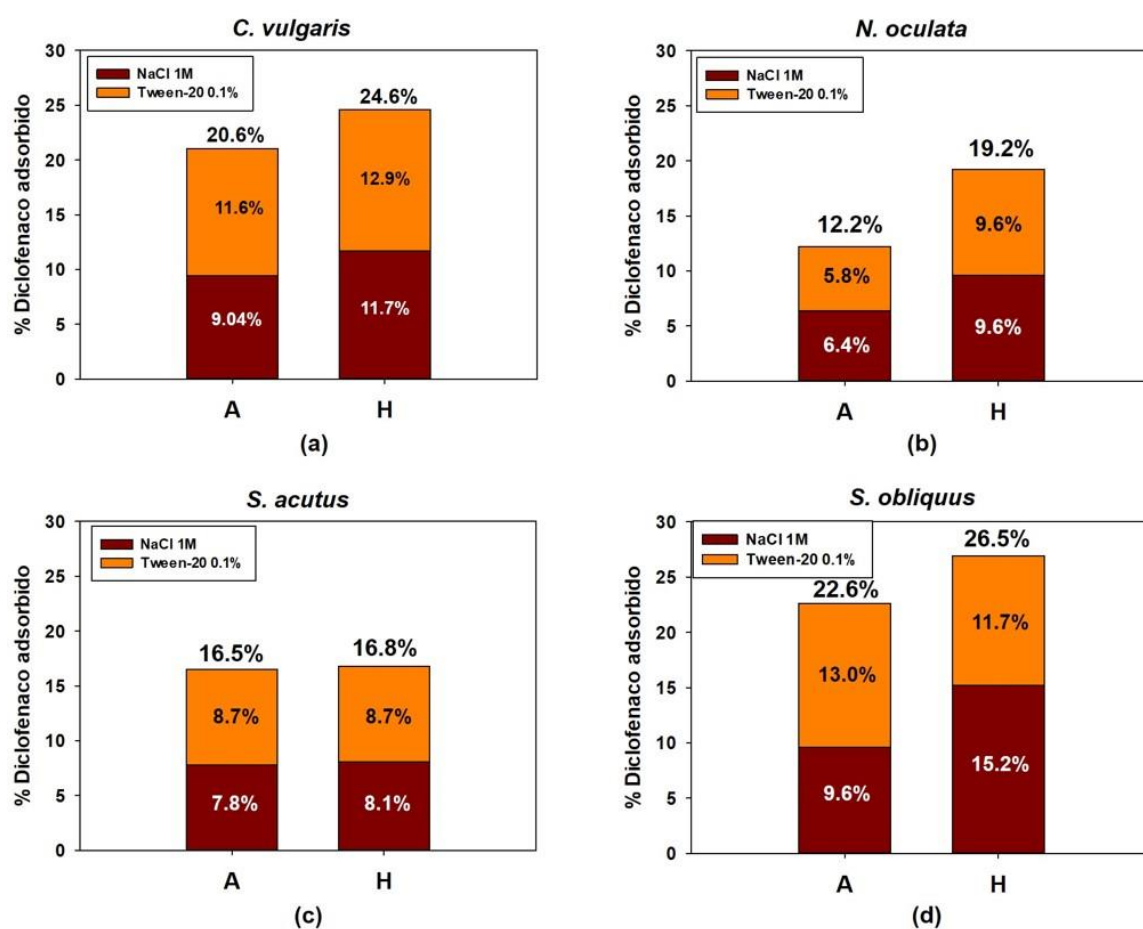 C. vulgaris
% Diclofenaco adsorbido
30
25
20
15
10
5
0
NaCl 1M
Tween-20 0.1%
20.6%
11.6%
9.04%
24.6%
12.9%
11.7%
A H
(a)
N. oculata
% Diclofenaco adsorbido
30
25
20
15
10
5
0
NaCl 1M
Tween-20 0.1%
12.2%
5.8%
6.4%
19.2%
9.6%
9.6%
A H
(b)
S. acutus
% Diclofenaco adsorbido
30
25
20
15
10
5
0
NaCl 1M
Tween-20 0.1%
16.5%
8.7%
7.8%
16.8%
8.7%
8.1%
A H
(c)
S. obliquus
% Diclofenaco adsorbido
30
25
20
15
10
5
0
NaCl 1M
Tween-20 0.1%
22.6%
13.0%
9.6%
26.5%
11.7%
15.2%
A H
(d)